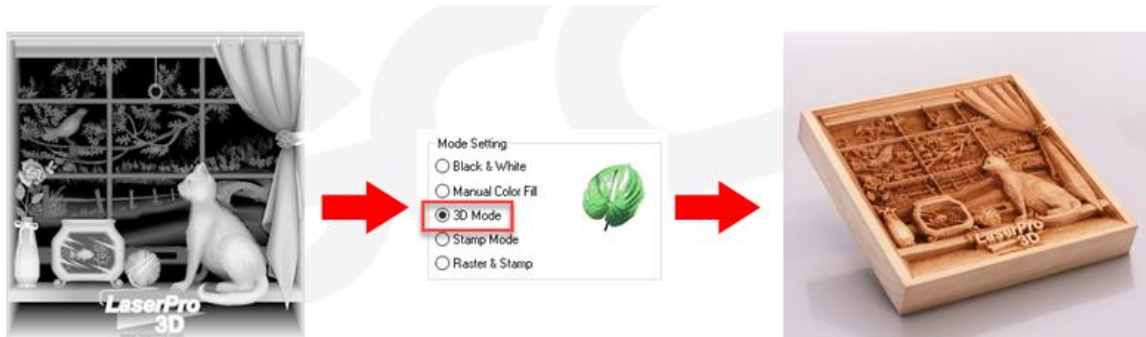 LaserPro
3D
Mode Setting
Black & White
Manual Color Fill
3D Mode
Stamp Mode
Raster & Stamp
LaserPro
3D